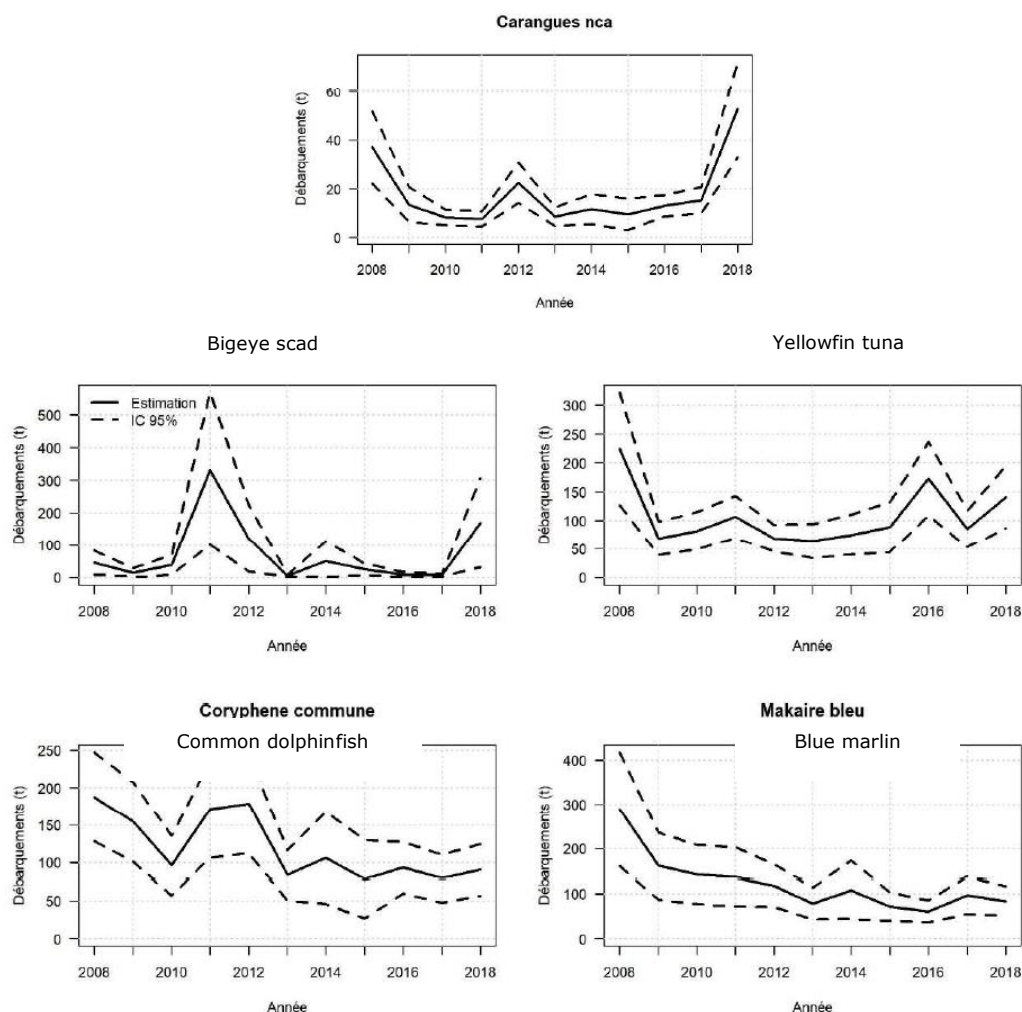 Carangues nca
Débarquements (t)
60
40
20
0
2008 2010 2012 2014 2016 2018
Année
Bigeye scad
Débarquements (t)
Estimation
IC 95%
500
400
300
200
100
0
2008 2010 2012 2014 2016 2018
Année
Yellowfin tuna
Débarquements (t)
300
250
200
150
100
50
0
2008 2010 2012 2014 2016 2018
Année
Coryphene commune
Common dolphinfish
Débarquements (t)
250
200
150
100
50
0
2008 2010 2012 2014 2016 2018
Année
Makaire bleu
Blue marlin
Débarquements (t)
400
300
200
100
0
2008 2010 2012 2014 2016 2018
Année